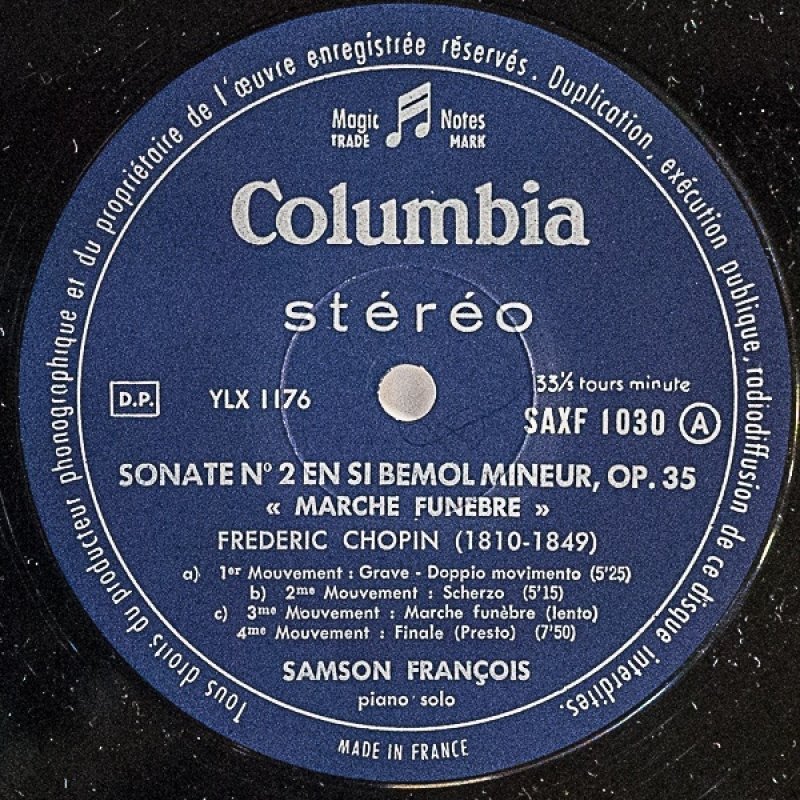 Tous droits du producteur phonographique et du propriétaire de l'œuvre enregistrée réservés. Duplication, exécution publique, radiodiffusion de ce disque interdites.
Magic Notes
TRADE MARK
Columbia
stéréo
D.P.
YLX 1176
33⅓ tours minute
SAXF 1030 A
SONATE Nº 2 EN SI BEMOL MINEUR, OP. 35
« MARCHE FUNEBRE »
FREDERIC CHOPIN (1810-1849)
a) 1er Mouvement : Grave - Doppio movimento (5'25)
b) 2me Mouvement : Scherzo (5'15)
c) 3me Mouvement : Marche funèbre (lento)
4me Mouvement : Finale (Presto) (7'50)
SAMSON FRANÇOIS
piano solo
MADE IN FRANCE